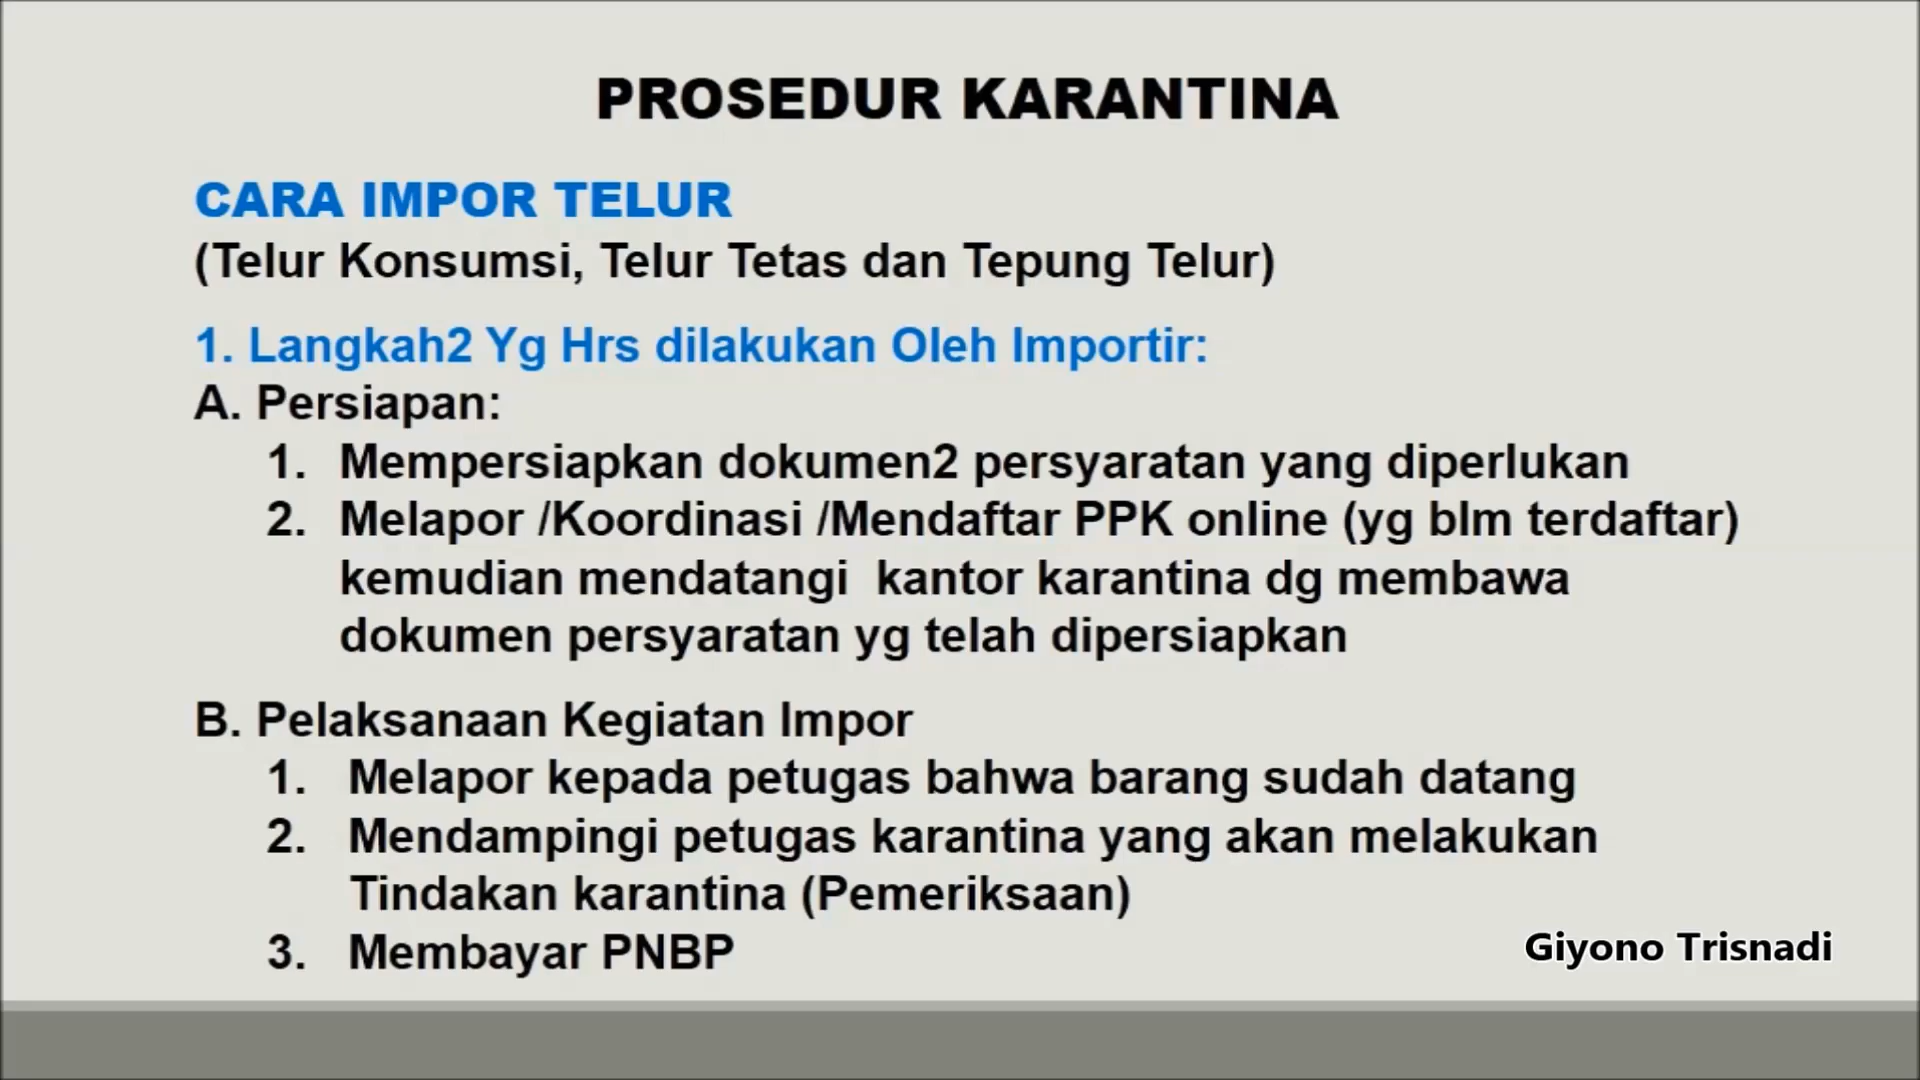 PROSEDUR KARANTINA
CARA IMPOR TELUR
(Telur Konsumsi, Telur Tetas dan Tepung Telur)
1. Langkah2 Yg Hrs dilakukan Oleh Importir:
A. Persiapan:
1. Mempersiapkan dokumen2 persyaratan yang diperlukan
2. Melapor /Koordinasi /Mendaftar PPK online (yg blm terdaftar)
kemudian mendatangi kantor karantina dg membawa
dokumen persyaratan yg telah dipersiapkan
B. Pelaksanaan Kegiatan Impor
1. Melapor kepada petugas bahwa barang sudah datang
2. Mendampingi petugas karantina yang akan melakukan
Tindakan karantina (Pemeriksaan)
3. Membayar PNBP
Giyono Trisnadi